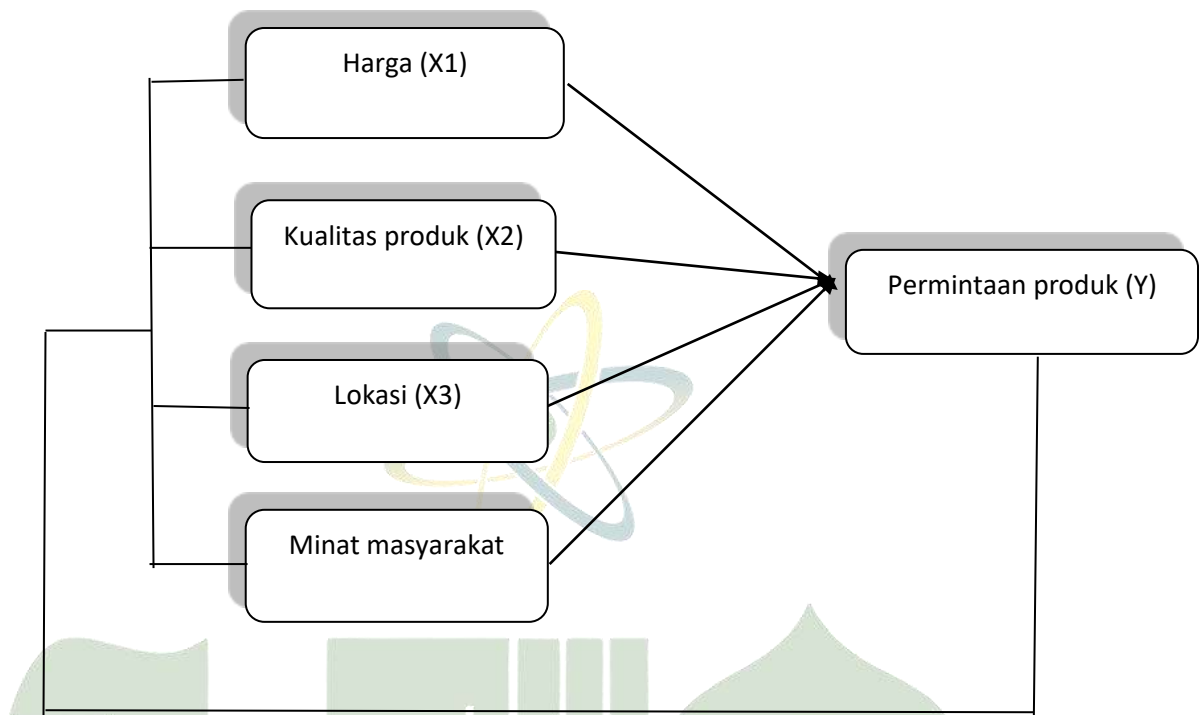 Harga (X1)
Kualitas produk (X2)
Permintaan produk (Y)
Lokasi (X3)
Minat masyarakat